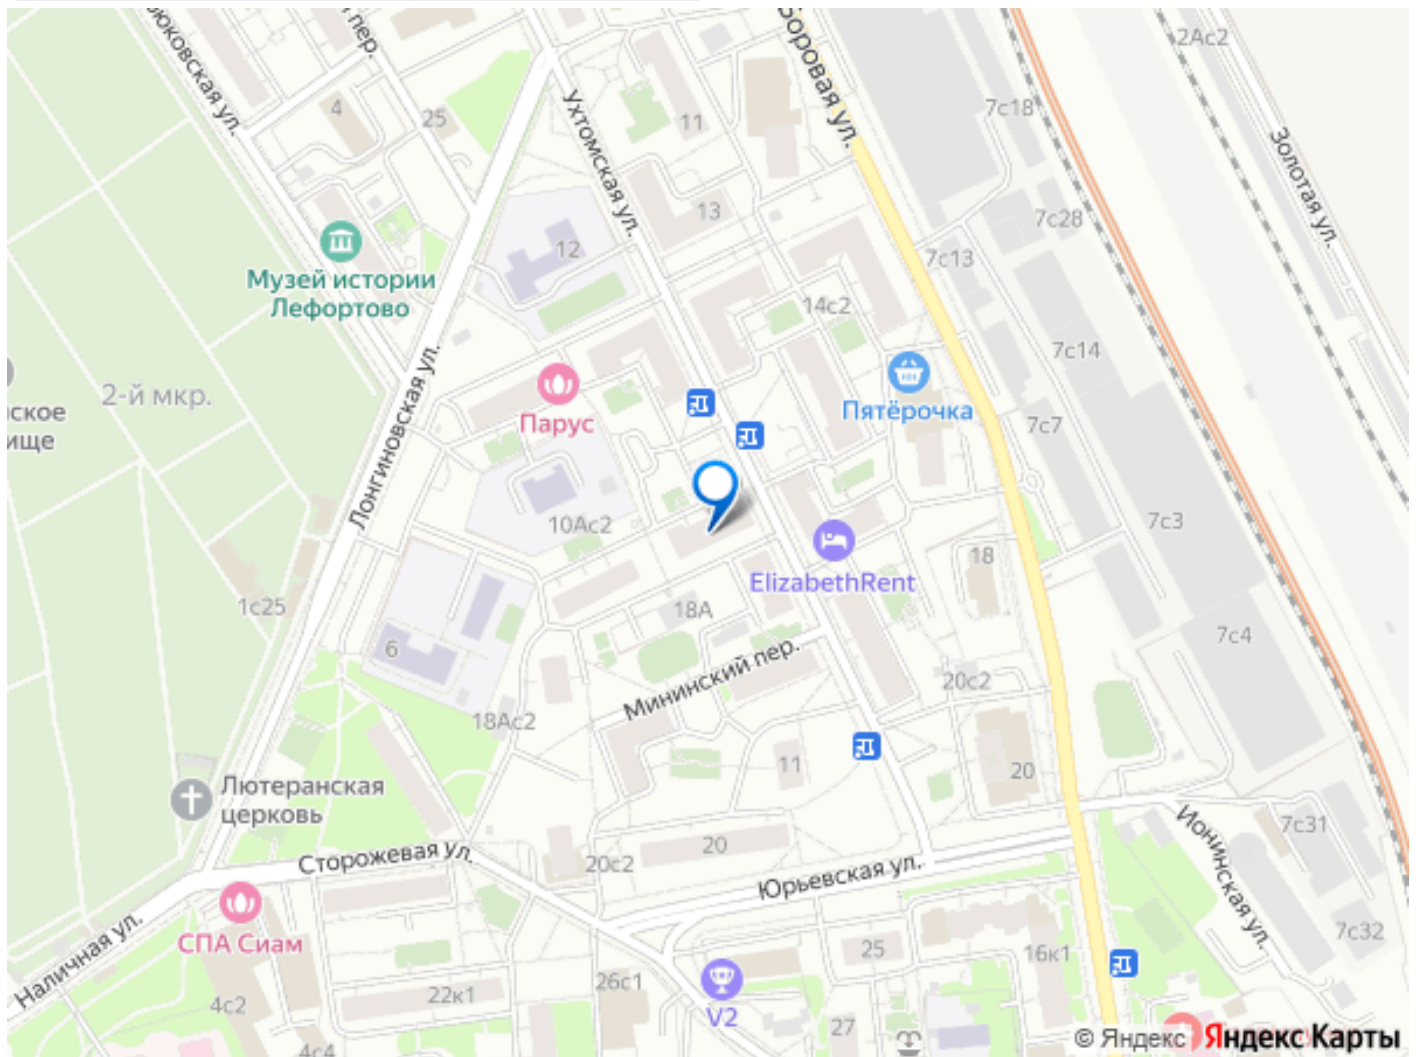 2Ас2
Боровая ул.
пер.
Золотая ул.
Ухтомская ул.
4
25
11
7с18
13
7с28
12
7с13
Музей истории
Лефортово
14с2
7с14
2-й мкр.
Лонгиновская ул.
Парус
Пятёрочка
7с7
10Ас2
7с3
ElizabethRent
18
1с25
18А
7с4
6
Мининский пер.
20с2
18Ас2
11
20
Лютеранская
церковь
Ионинская ул.
7с31
20
Сторожевая ул.
20с2
Юрьевская ул.
СПА Сиам
Наличная ул.
25
16к1
7с32
4с2
22к1
26с1
V2
27
4с4
© Яндекс Яндекс Карты